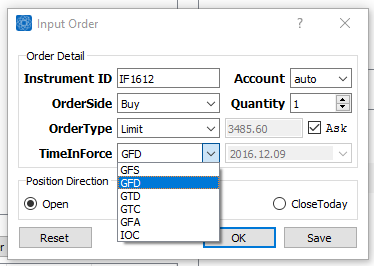 Input Order
Order Detail
Instrument ID IF1612 Account auto
OrderSide Buy Quantity 1
OrderType Limit 3485.60 Ask
TimeInForce GFD 2016.12.09
GFS
GFD
GTD
GTC
GFA
IOC
Position Direction
Open CloseToday
Reset OK Save